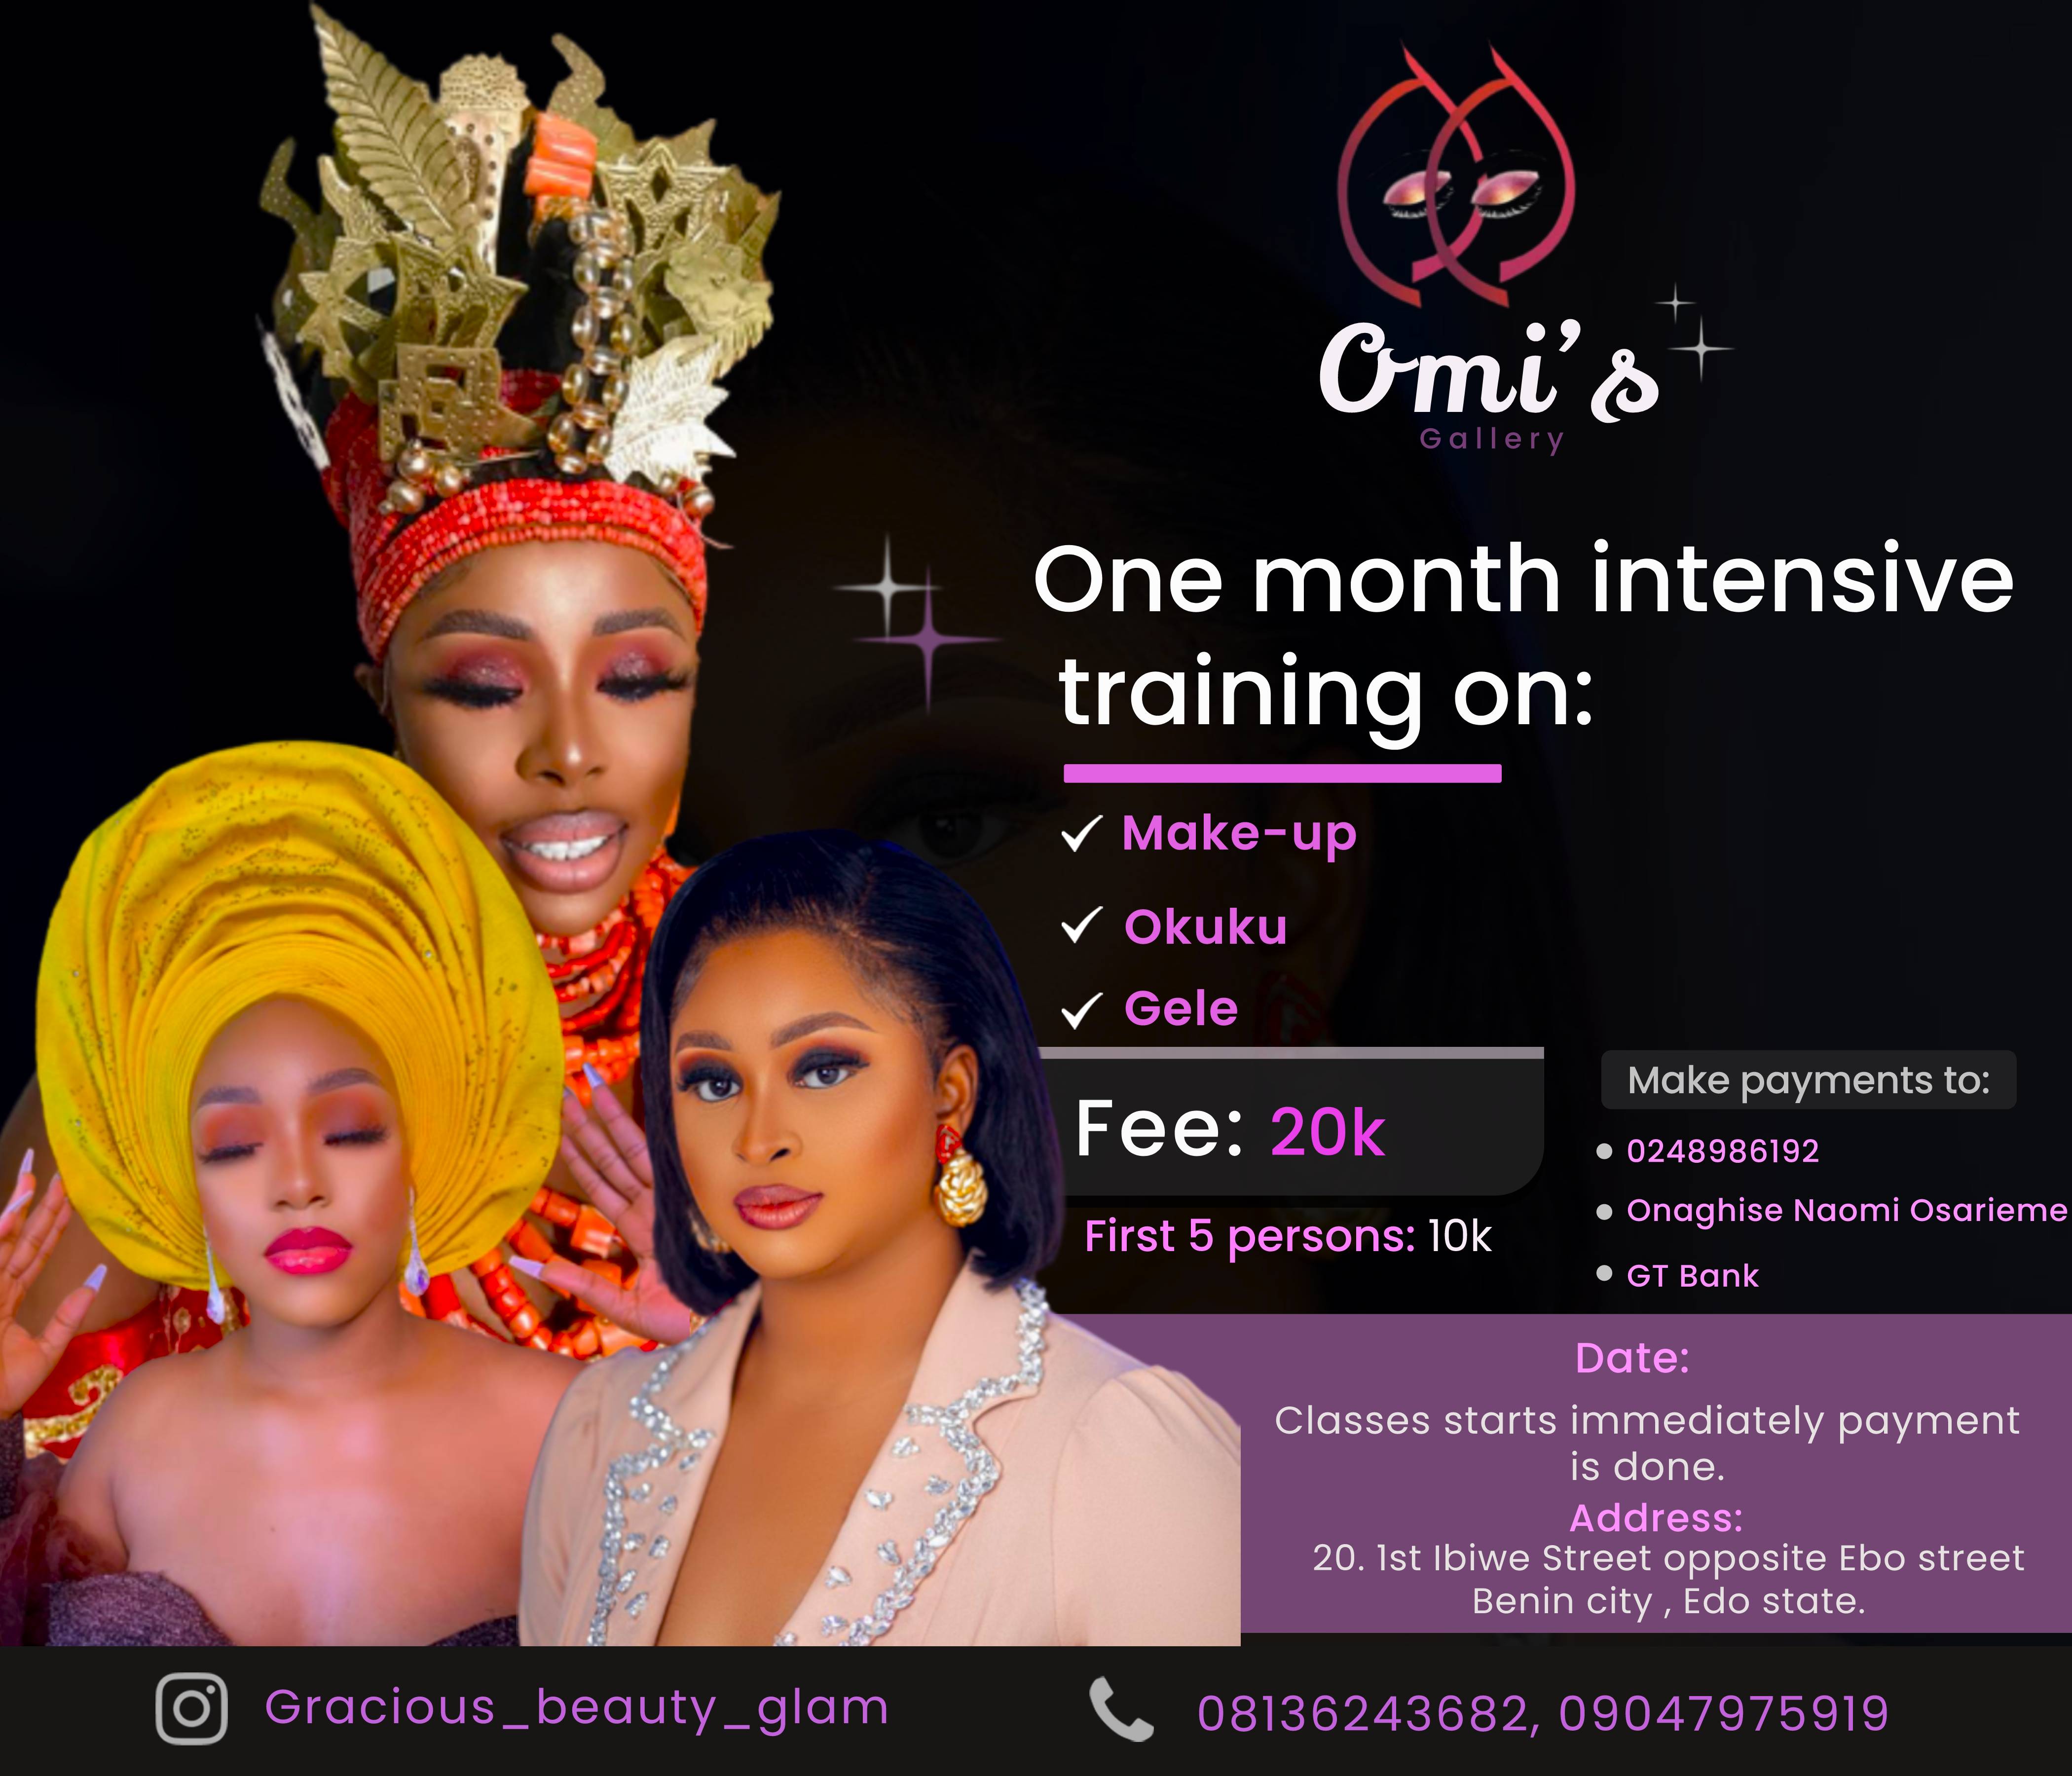 Omi's
Gallery
One month intensive
training on:
Make-up
Okuku
Gele
Fee: 20k
First 5 persons: 10k
Make payments to:
0248986192
Onaghise Naomi Osarieme
GT Bank
Date:
Classes starts immediately payment
is done.
Address:
20. 1st Ibiwe Street opposite Ebo street
Benin city , Edo state.
Gracious_beauty_glam
08136243682, 09047975919